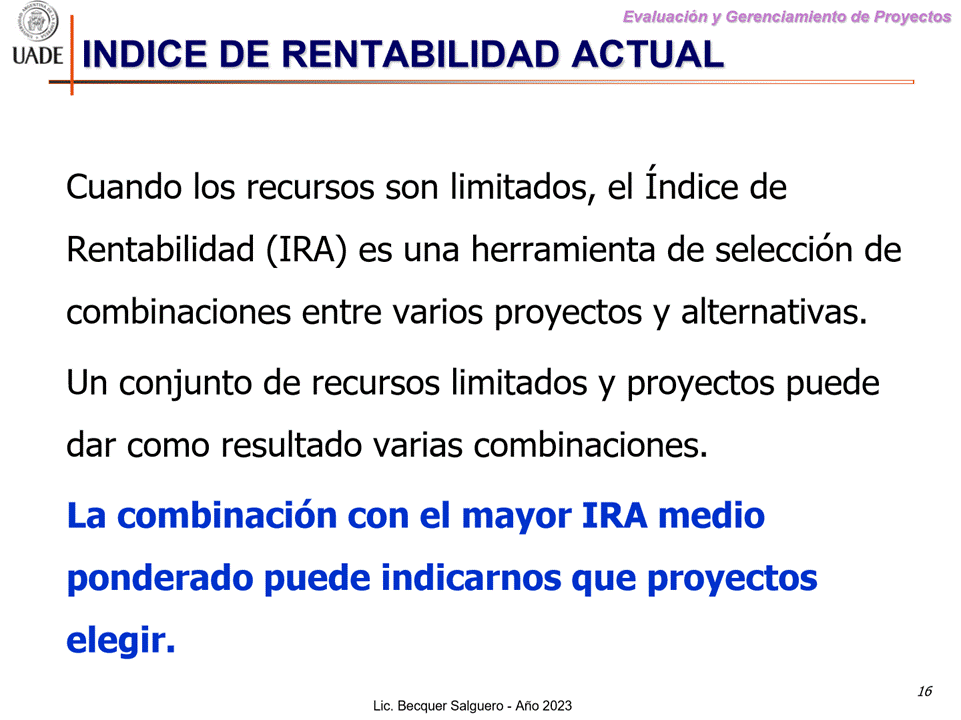 Evaluación y Gerenciamiento de Proyectos
UADE
INDICE DE RENTABILIDAD ACTUAL
Cuando los recursos son limitados, el Índice de
Rentabilidad (IRA) es una herramienta de selección de
combinaciones entre varios proyectos y alternativas.
Un conjunto de recursos limitados y proyectos puede
dar como resultado varias combinaciones.
La combinación con el mayor IRA medio
ponderado puede indicarnos que proyectos
elegir.
16
Lic. Becquer Salguero - Año 2023